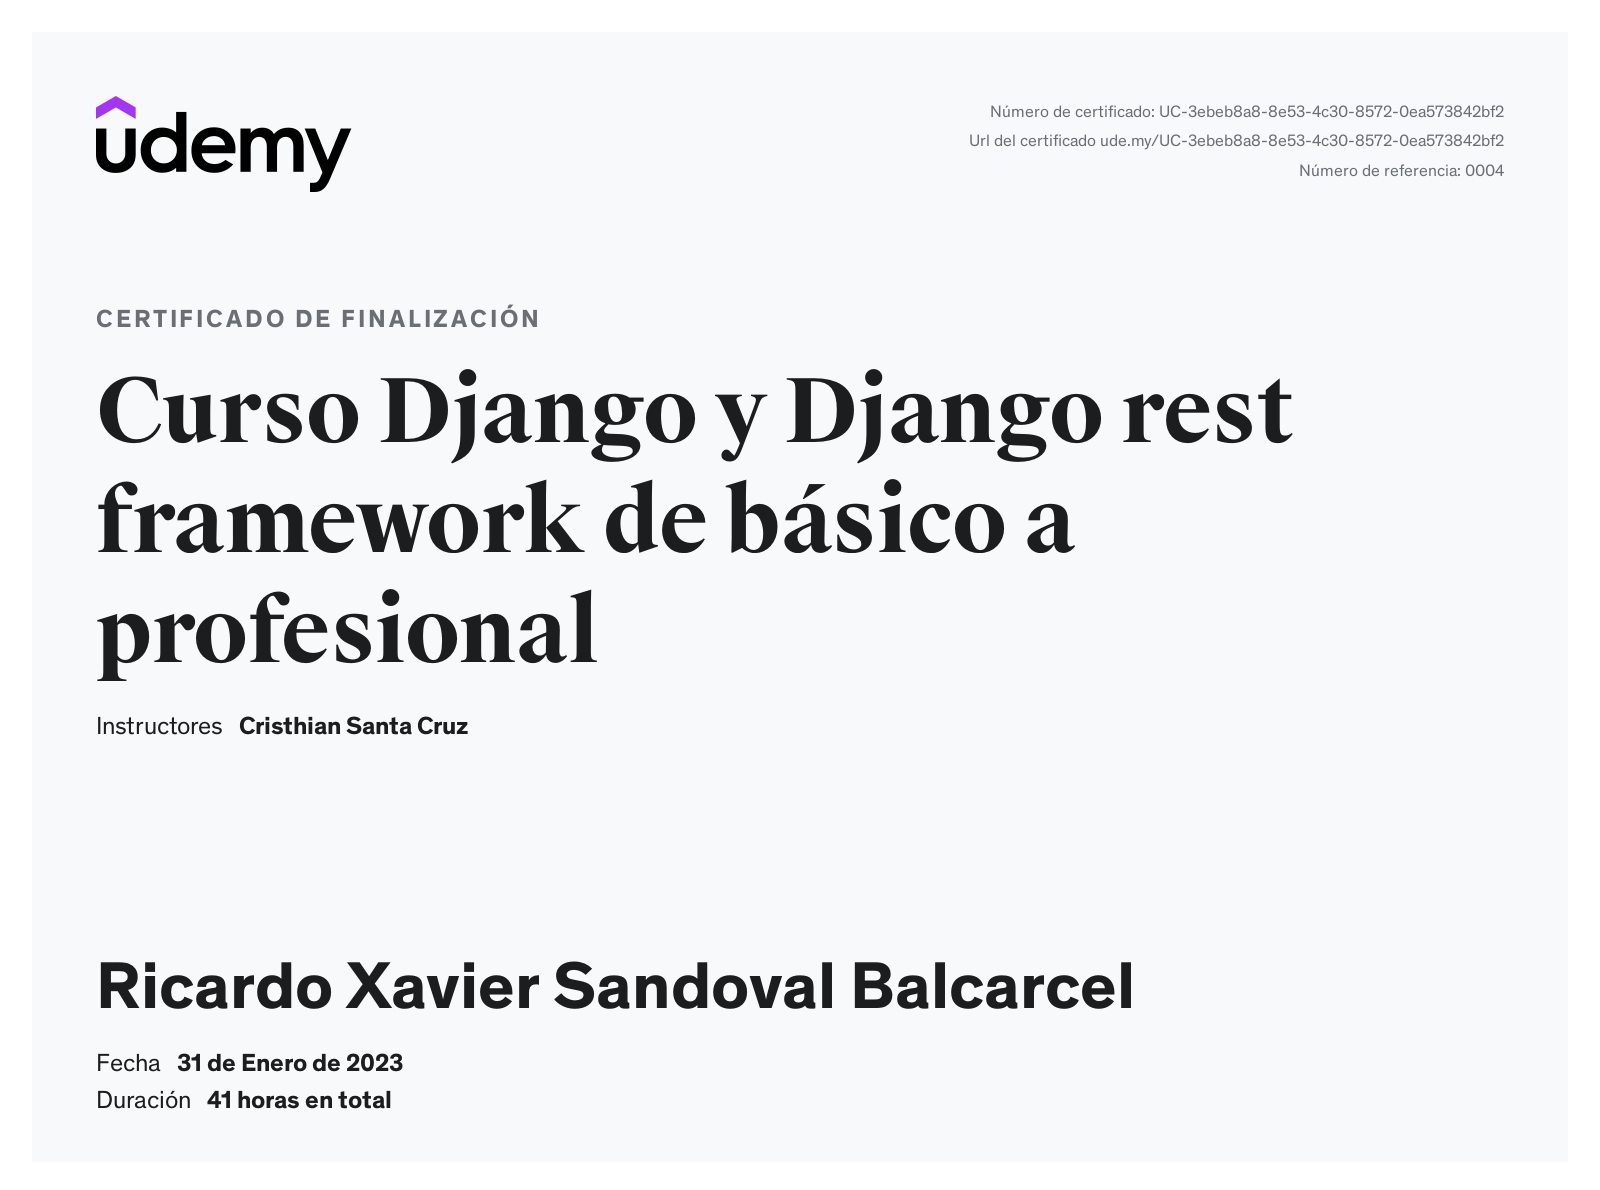 udemy
Número de certificado: UC-3ebeb8a8-8e53-4c30-8572-0ea573842bf2
Url del certificado ude.my/UC-3ebeb8a8-8e53-4c30-8572-0ea573842bf2
Número de referencia: 0004
CERTIFICADO DE FINALIZACIÓN
Curso Django y Django rest
framework de básico a
profesional
Instructores Cristhian Santa Cruz
Ricardo Xavier Sandoval Balcarcel
Fecha 31 de Enero de 2023
Duración 41 horas en total